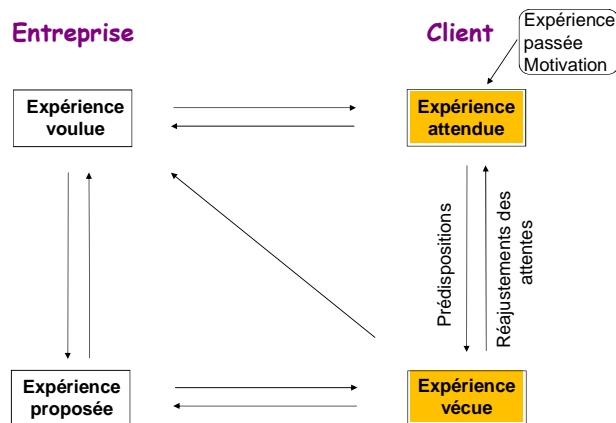 Entreprise
Client
Expérience
passée
Motivation
Expérience
voulue
Expérience
attendue
Prédispositions
Réajustements des
attentes
Expérience
proposée
Expérience
vécue